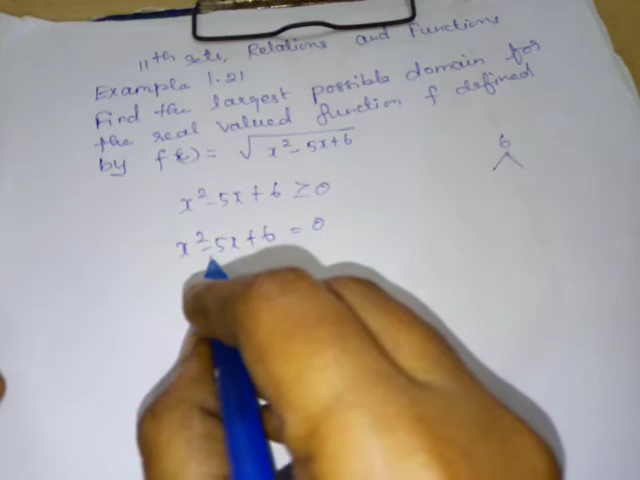 11th sets, Relations and Functions
Example 1.21
Find the largest possible domain for
the real valued function f defined
by f(x) = √x²-5x+6
6
x²-5x+6 ≥ 0
x²-5x+6 = 0